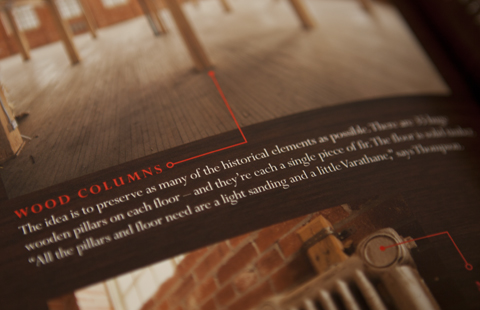 WOOD COLUMNS
The idea is to preserve as many of the historical elements as possible. There are 70 huge
wooden pillars on each floor – and they're each a single piece of fir. The floor is solid
"All the pillars and floor need are a light sanding and a little Varathane," says Thompson.